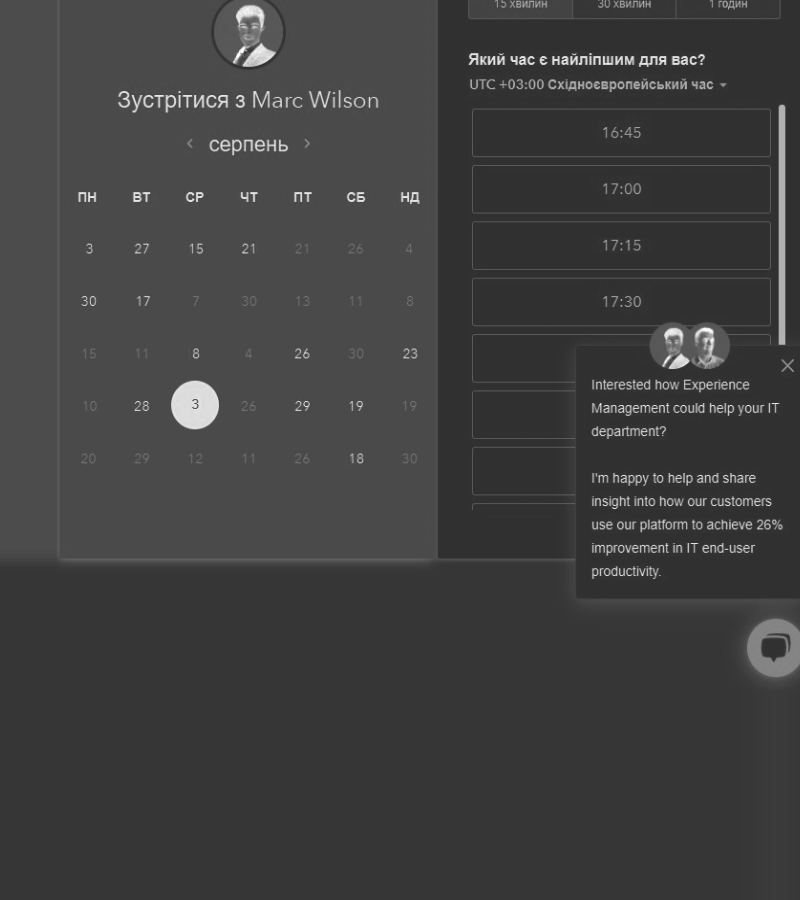 15 хвилин 30 хвилин 1 годин
Зустрітися з Marc Wilson
серпень
ПН ВТ СР ЧТ ПТ СБ НД
3 27 15 21 21 26 4
30 17 7 30 13 11 8
15 11 8 4 26 30 23
10 28 3 26 29 19 19
20 29 12 11 26 18 30
Який час є найліпшим для вас?
UTC +03:00 Східноєвропейський час
16:45
17:00
17:15
17:30
Interested how Experience
Management could help your IT
department?
I'm happy to help and share
insight into how our customers
use our platform to achieve 26%
improvement in IT end-user
productivity.